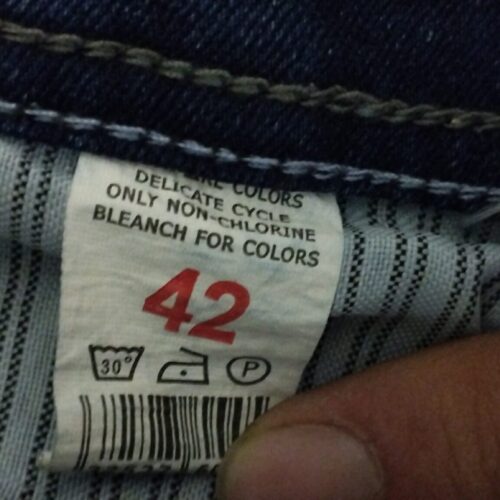 COLORS
DELICATE CYCLE
ONLY NON-CHLORINE
BLEANCH FOR COLORS
42
30°
P